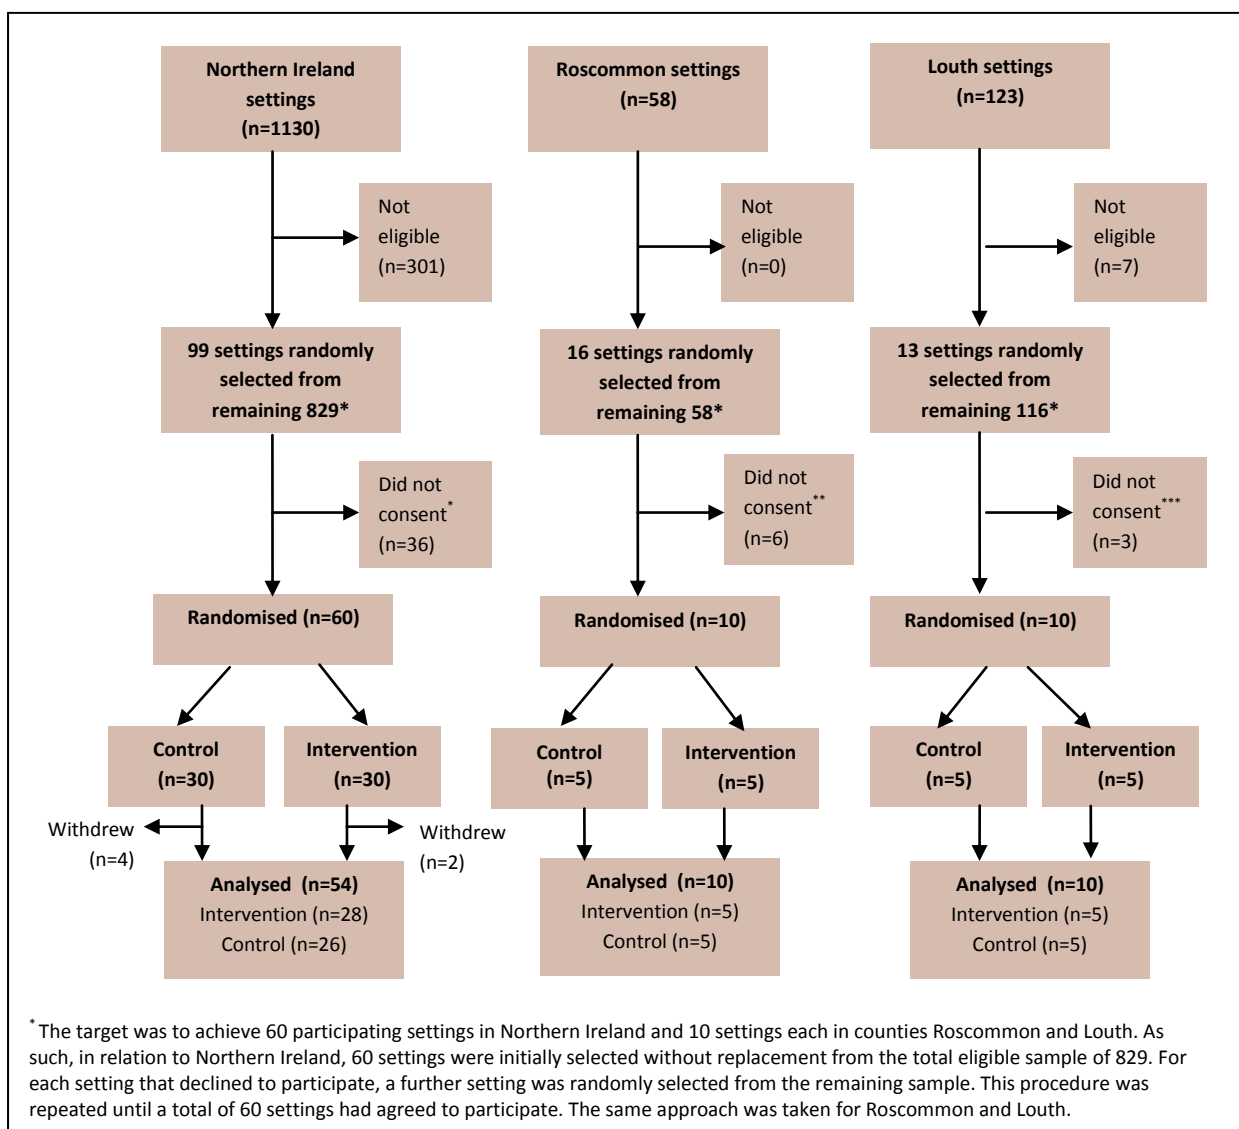 Northern Ireland
settings
(n=1130)
Roscommon settings
(n=58)
Louth settings
(n=123)
Not
eligible
(n=301)
Not
eligible
(n=0)
Not
eligible
(n=7)
99 settings randomly
selected from
remaining 829*
16 settings randomly
selected from
remaining 58*
13 settings randomly
selected from
remaining 116*
Did not
consent*
(n=36)
Did not
consent**
(n=6)
Did not
consent***
(n=3)
Randomised (n=60)
Randomised (n=10)
Randomised (n=10)
Control
(n=30)
Intervention
(n=30)
Control
(n=5)
Intervention
(n=5)
Control
(n=5)
Intervention
(n=5)
Withdrew
(n=4)
Withdrew
(n=2)
Analysed (n=54)
Intervention (n=28)
Control (n=26)
Analysed (n=10)
Intervention (n=5)
Control (n=5)
Analysed (n=10)
Intervention (n=5)
Control (n=5)
* The target was to achieve 60 participating settings in Northern Ireland and 10 settings each in counties Roscommon and Louth. As
such, in relation to Northern Ireland, 60 settings were initially selected without replacement from the total eligible sample of 829. For
each setting that declined to participate, a further setting was randomly selected from the remaining sample. This procedure was
repeated until a total of 60 settings had agreed to participate. The same approach was taken for Roscommon and Louth.